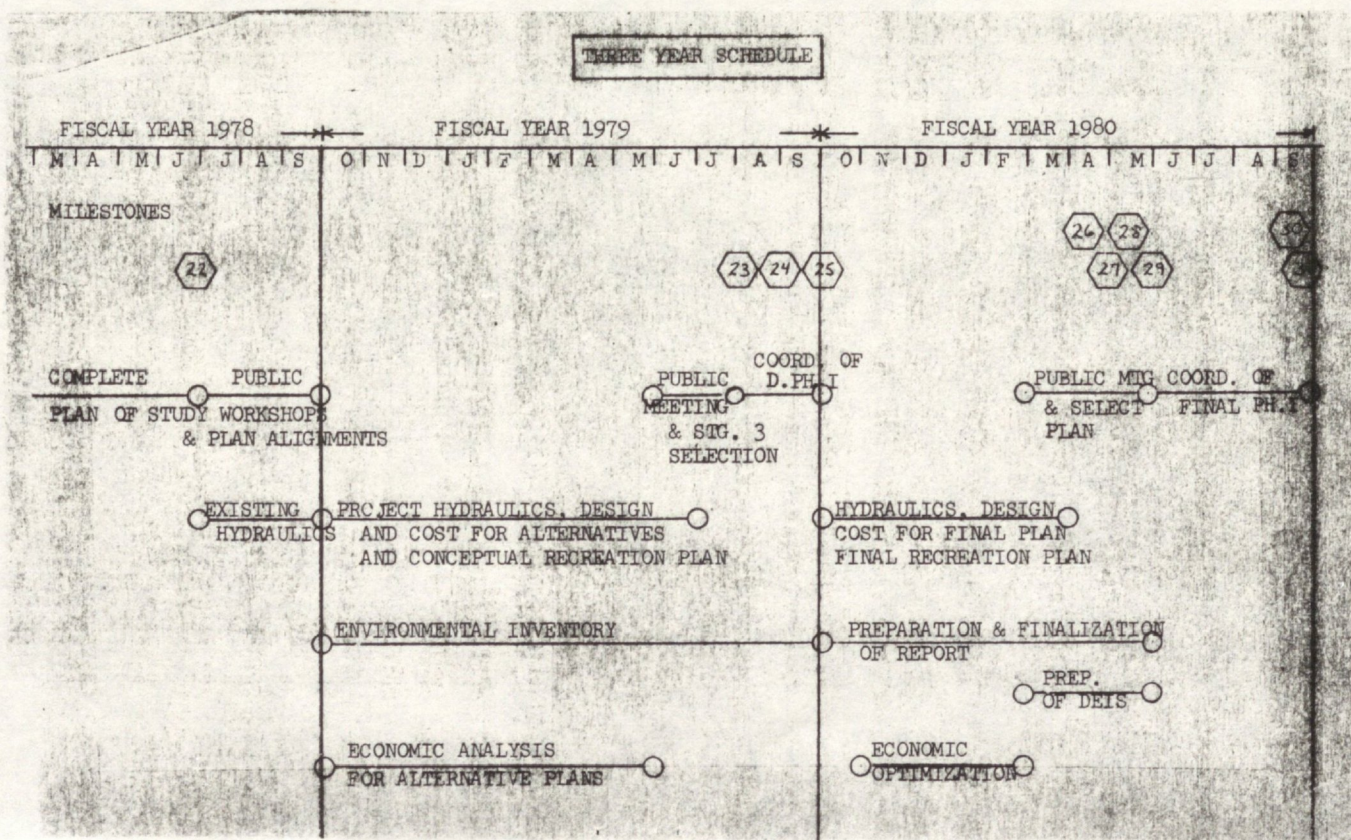 THREE YEAR SCHEDULE
FISCAL YEAR 1978 FISCAL YEAR 1979 FISCAL YEAR 1980
M A M J J A S O N D J F M A M J J A S O N D J F M A M J J A S
MILESTONES
26 28 30
22 23 24 25 27 29
COMPLETE
PLAN OF STUDY
PUBLIC
WORKSHOPS
& PLAN ALIGNMENTS
PUBLIC
MEETING
& STG. 3
SELECTION
COORD. OF
D.PH.I
PUBLIC MTG
& SELECT
PLAN
COORD. OF
FINAL PH.I
EXISTING
HYDRAULICS
PROJECT HYDRAULICS, DESIGN
AND COST FOR ALTERNATIVES
AND CONCEPTUAL RECREATION PLAN
HYDRAULICS, DESIGN
COST FOR FINAL PLAN
FINAL RECREATION PLAN
ENVIRONMENTAL INVENTORY
PREPARATION & FINALIZATION
OF REPORT
PREP.
OF DEIS
ECONOMIC ANALYSIS
FOR ALTERNATIVE PLANS
ECONOMIC
OPTIMIZATION